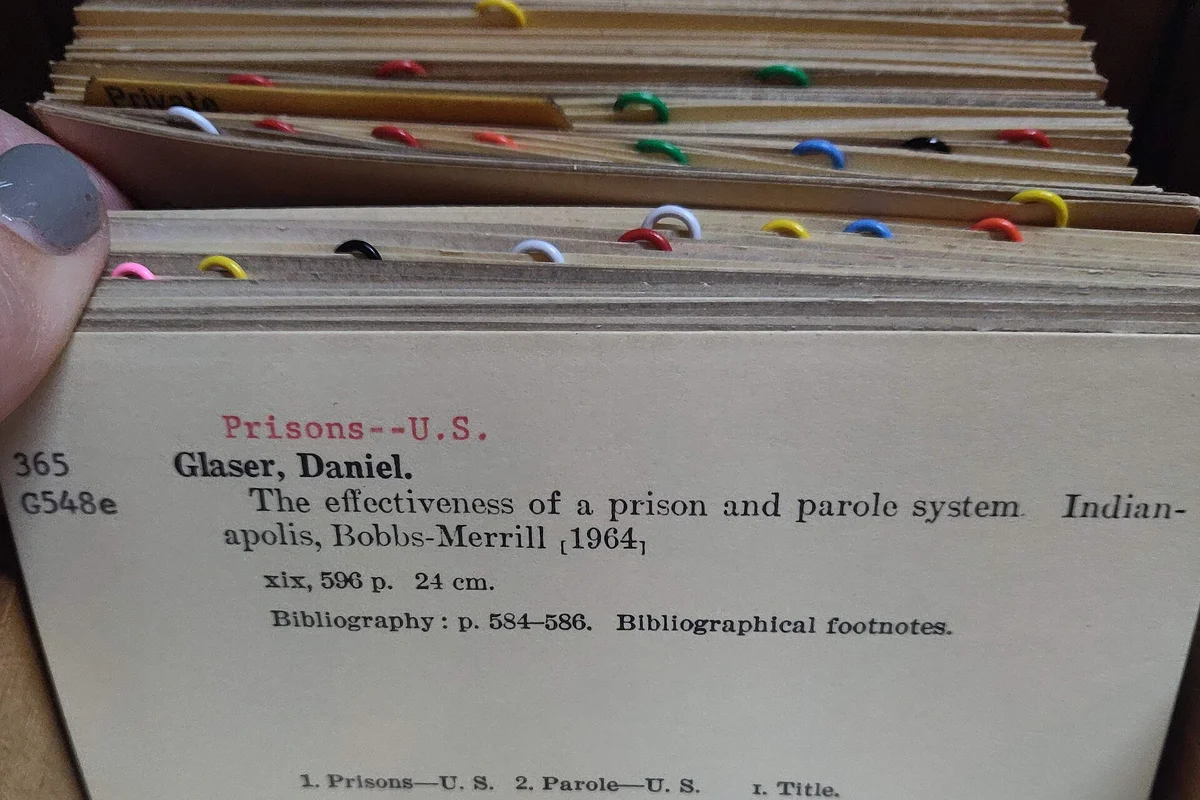 Private
Prisons--U.S.
365 Glaser, Daniel.
G548e The effectiveness of a prison and parole system. Indian-
apolis, Bobbs-Merrill [1964]
xix, 596 p. 24 cm.
Bibliography: p. 584–586. Bibliographical footnotes.
1. Prisons—U. S. 2. Parole—U. S. I. Title.